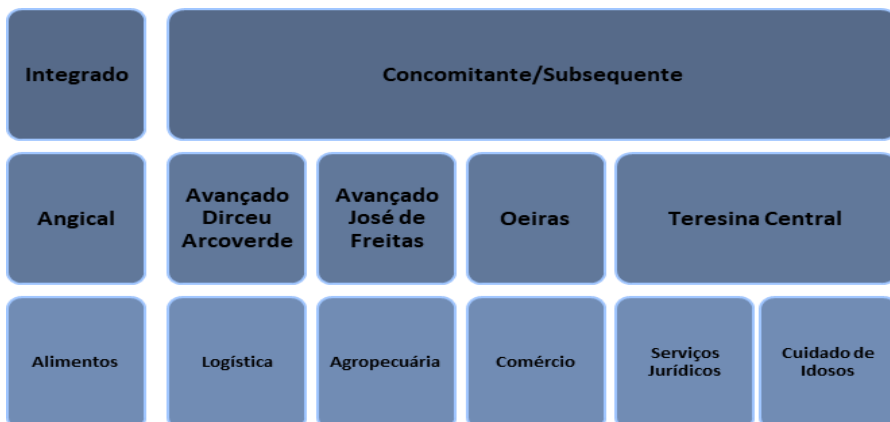 Integrado
Concomitante/Subsequente
Angical
Avançado
Dirceu
Arcoverde
Avançado
José de
Freitas
Oeiras
Teresina Central
Alimentos
Logística
Agropecuária
Comércio
Serviços
Jurídicos
Cuidado de
Idosos